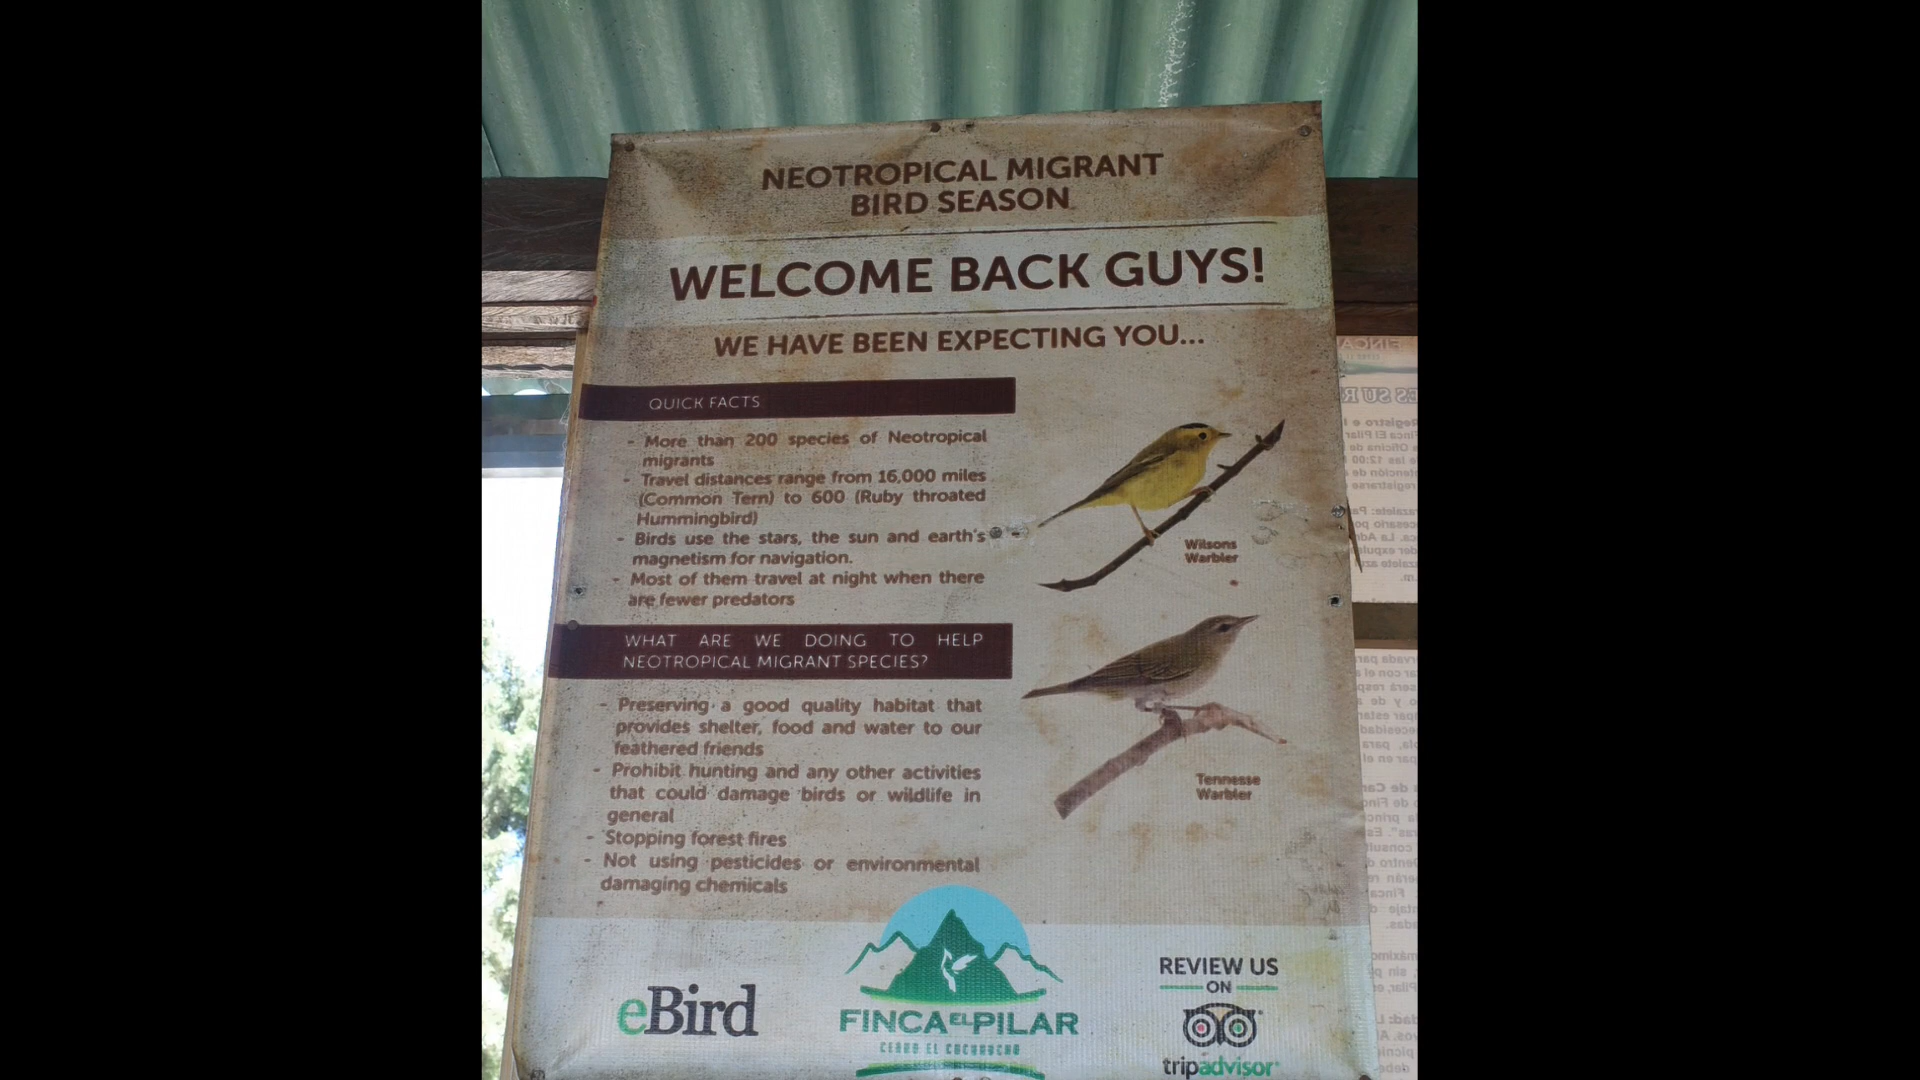 NEOTROPICAL MIGRANT
BIRD SEASON
WELCOME BACK GUYS!
WE HAVE BEEN EXPECTING YOU...
QUICK FACTS
- More than 200 species of Neotropical
migrants
- Travel distances range from 16,000 miles
(Common Tern) to 600 (Ruby throated
Hummingbird)
- Birds use the stars, the sun and earth's
magnetism for navigation.
- Most of them travel at night when there
are fewer predators
Wilsons
Warbler
WHAT ARE WE DOING TO HELP
NEOTROPICAL MIGRANT SPECIES?
- Preserving a good quality habitat that
provides shelter, food and water to our
feathered friends
- Prohibit hunting and any other activities
that could damage birds or wildlife in
general
- Stopping forest fires
- Not using pesticides or environmental
damaging chemicals
Tennesse
Warbler
eBird
FINCA EL PILAR
CERRO EL CUCURUCHO
REVIEW US
ON
tripadvisor